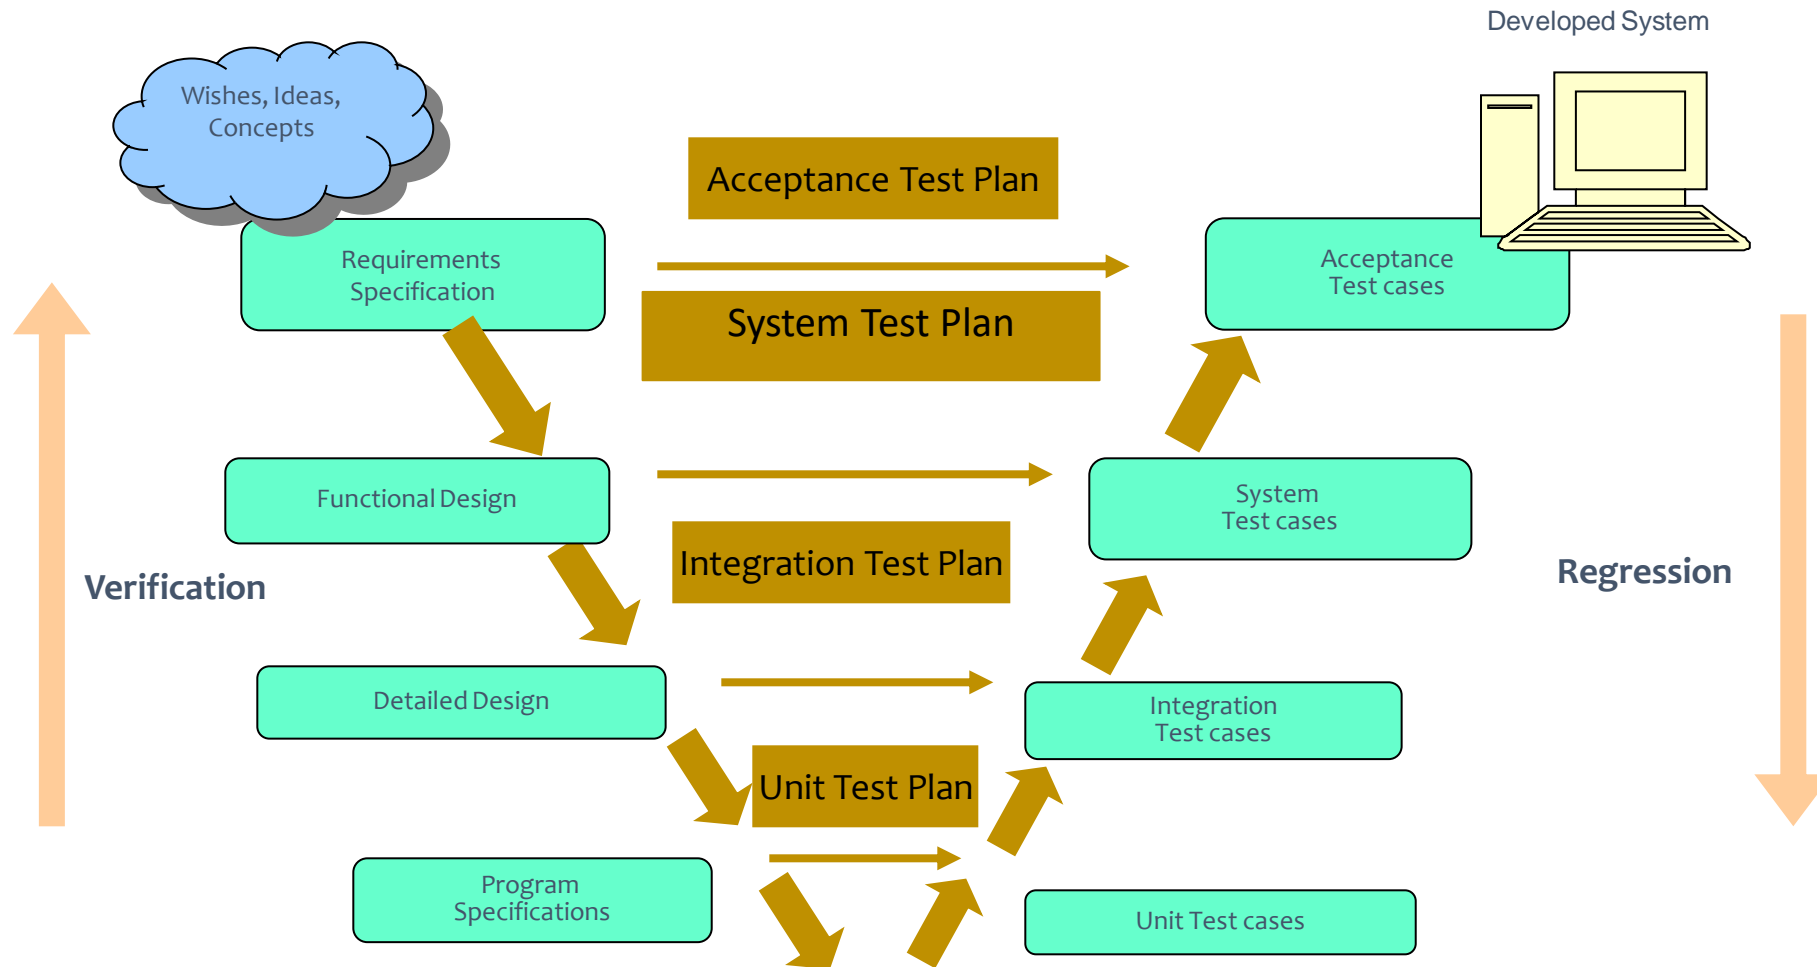 Developed System
Wishes, Ideas,
Concepts
Acceptance Test Plan
Requirements
Specification
Acceptance
Test cases
System Test Plan
Functional Design
System
Test cases
Integration Test Plan
Verification
Regression
Detailed Design
Integration
Test cases
Unit Test Plan
Program
Specifications
Unit Test cases